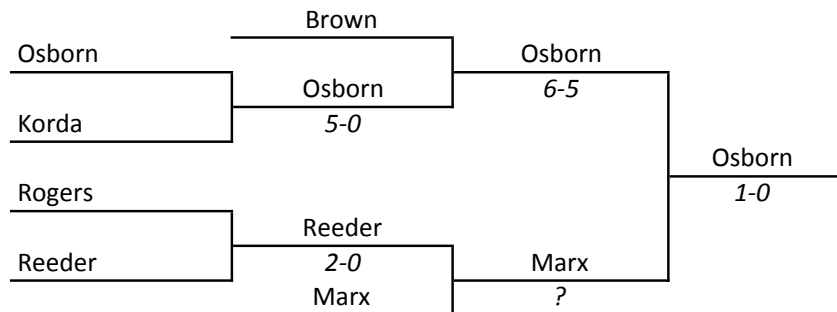 Brown
Osborn
Osborn
6-5
Osborn
5-0
Korda
Osborn
1-0
Rogers
Reeder
2-0
Reeder
Marx
?
Marx